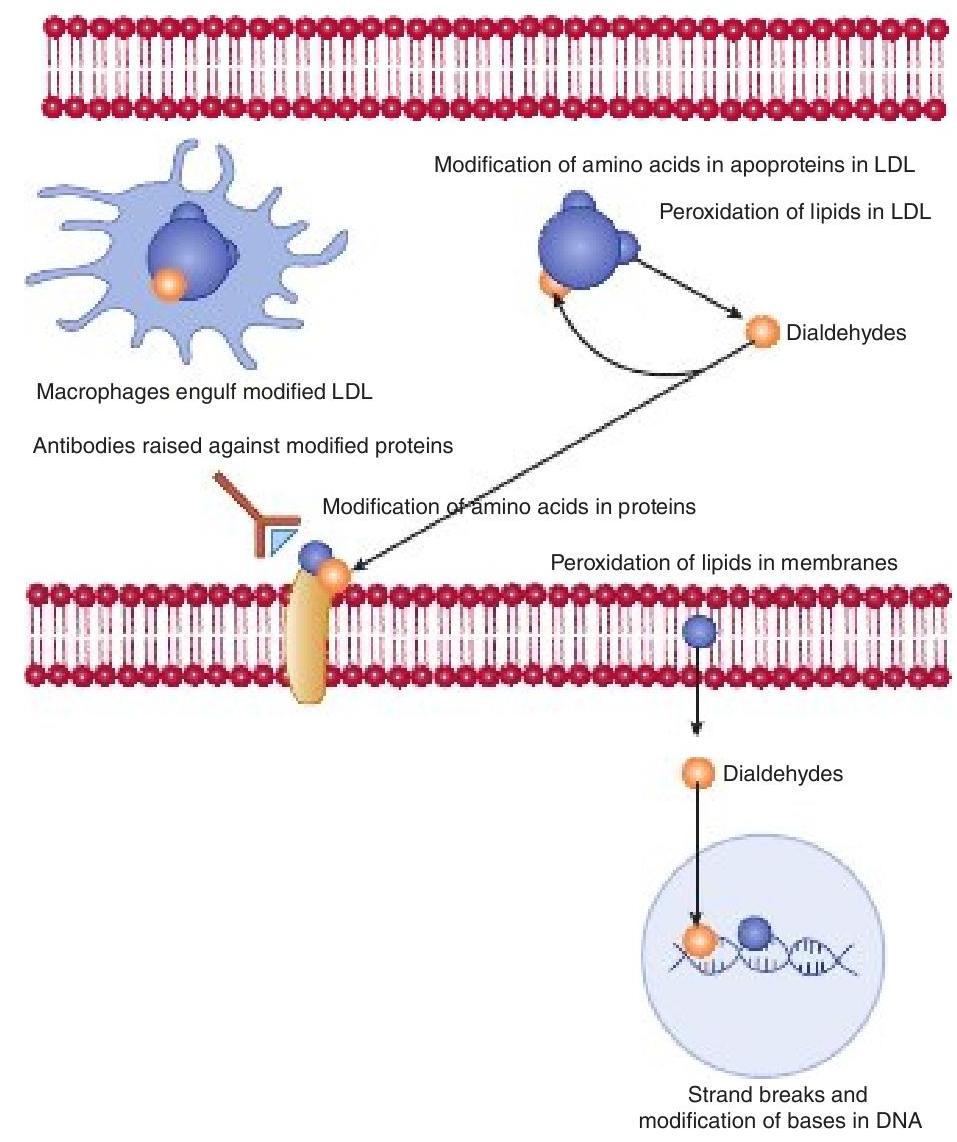 Modification of amino acids in apoproteins in LDL
Peroxidation of lipids in LDL
Dialdehydes
Macrophages engulf modified LDL
Antibodies raised against modified proteins
Modification of amino acids in proteins
Peroxidation of lipids in membranes
Dialdehydes
Strand breaks and
modification of bases in DNA